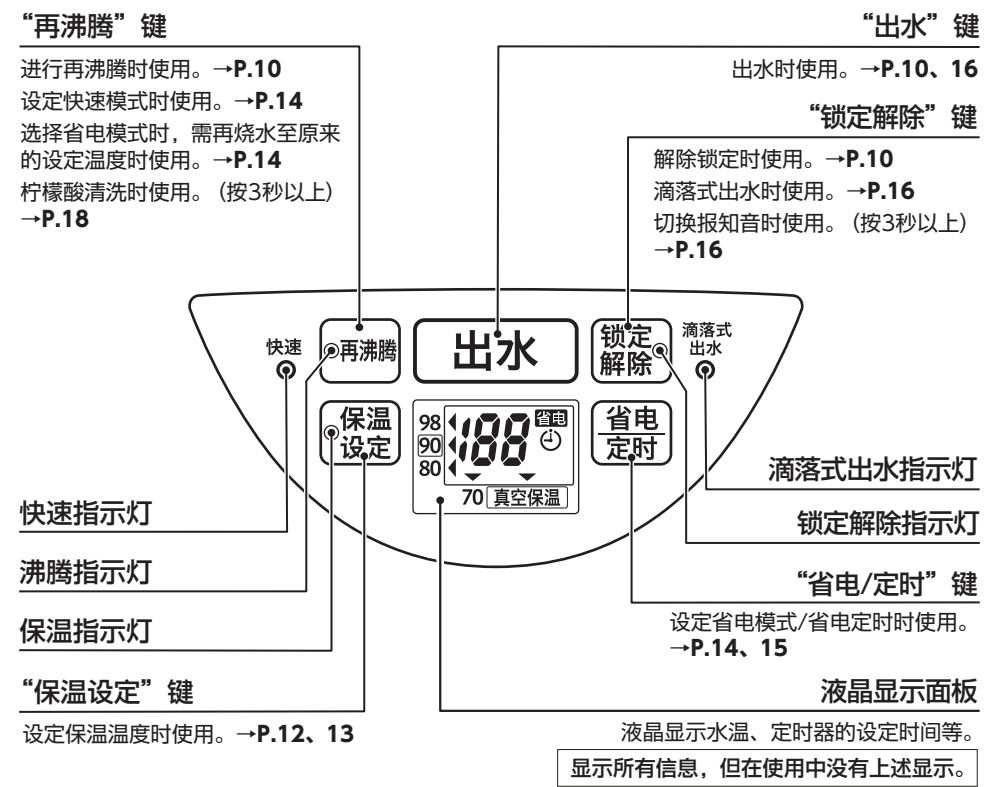 “再沸腾”键
进行再沸腾时使用。→P.10
设定快速模式时使用。→P.14
选择省电模式时，需再烧水至原来
的设定温度时使用。→P.14
柠檬酸清洗时使用。（按3秒以上）
→P.18
“出水”键
出水时使用。→P.10、16
“锁定解除”键
解除锁定时使用。→P.10
滴落式出水时使用。→P.16
切换报知音时使用。（按3秒以上）
→P.16
快速
再沸腾
出水
锁定
解除
滴落式
出水
保温
设定
98
90
80
188
省电
70 真空保温
省电
定时
快速指示灯
沸腾指示灯
保温指示灯
“保温设定”键
设定保温温度时使用。→P.12、13
滴落式出水指示灯
锁定解除指示灯
“省电/定时”键
设定省电模式/省电定时时使用。
→P.14、15
液晶显示面板
液晶显示水温、定时器的设定时间等。
显示所有信息，但在使用中没有上述显示。